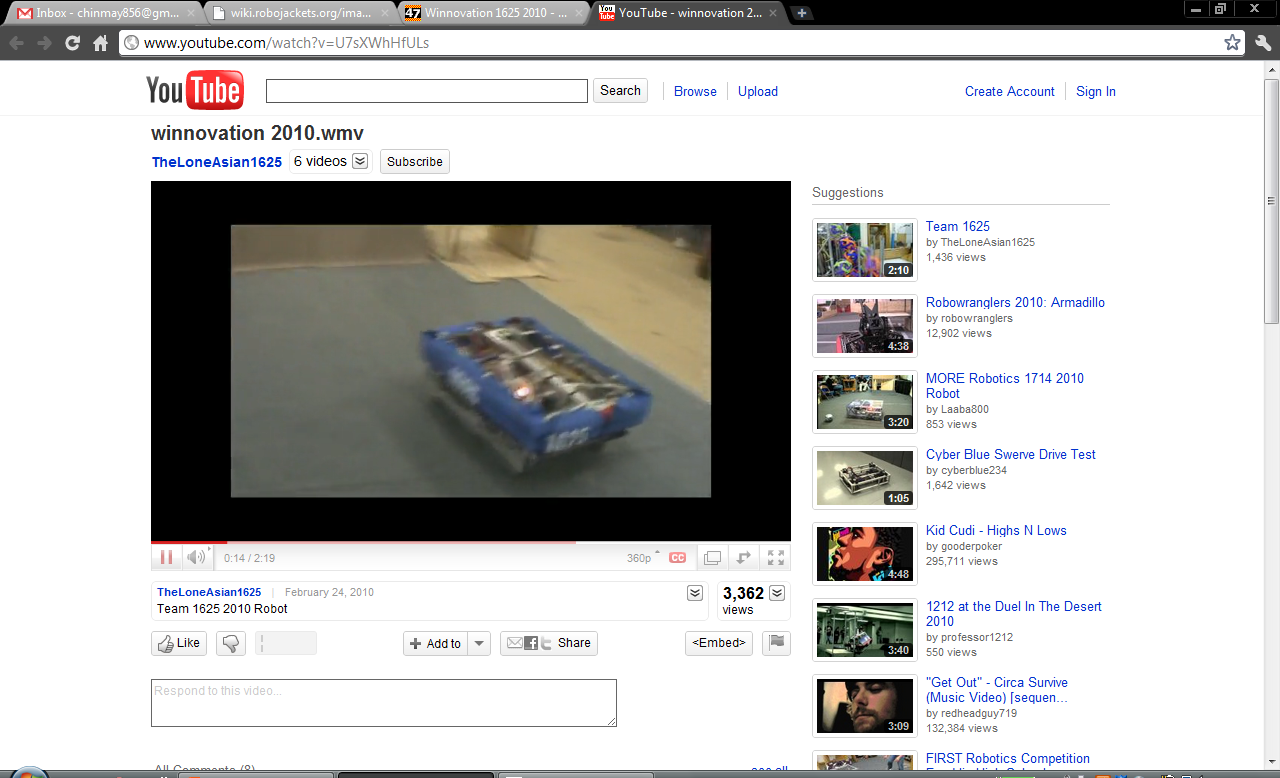 Inbox - chinmay856@gm...
wiki.robojackets.org/ima...
47 Winnovation 1625 2010 - ...
YouTube - winnovation 2...
www.youtube.com/watch?v=U7sXWhHfULs
YouTube
Search
Browse
Upload
Create Account
Sign In
winnovation 2010.wmv
TheLoneAsian1625
6 videos
Subscribe
1625
0:14 / 2:19
360p
CC
TheLoneAsian1625
February 24, 2010
Team 1625 2010 Robot
3,362
views
Like
Add to
Share
<Embed>
Respond to this video...
All Comments (8)
see all
Suggestions
2:10
Team 1625
by TheLoneAsian1625
1,436 views
4:38
Robowranglers 2010: Armadillo
by robowranglers
12,902 views
3:20
MORE Robotics 1714 2010
Robot
by Laaba800
853 views
1:05
Cyber Blue Swerve Drive Test
by cyberblue234
1,642 views
4:48
Kid Cudi - Highs N Lows
by gooderpoker
295,711 views
3:40
1212 at the Duel In The Desert
2010
by professor1212
550 views
3:09
"Get Out" - Circa Survive
(Music Video) [sequen...
by redheadguy719
132,384 views
FIRST Robotics Competition